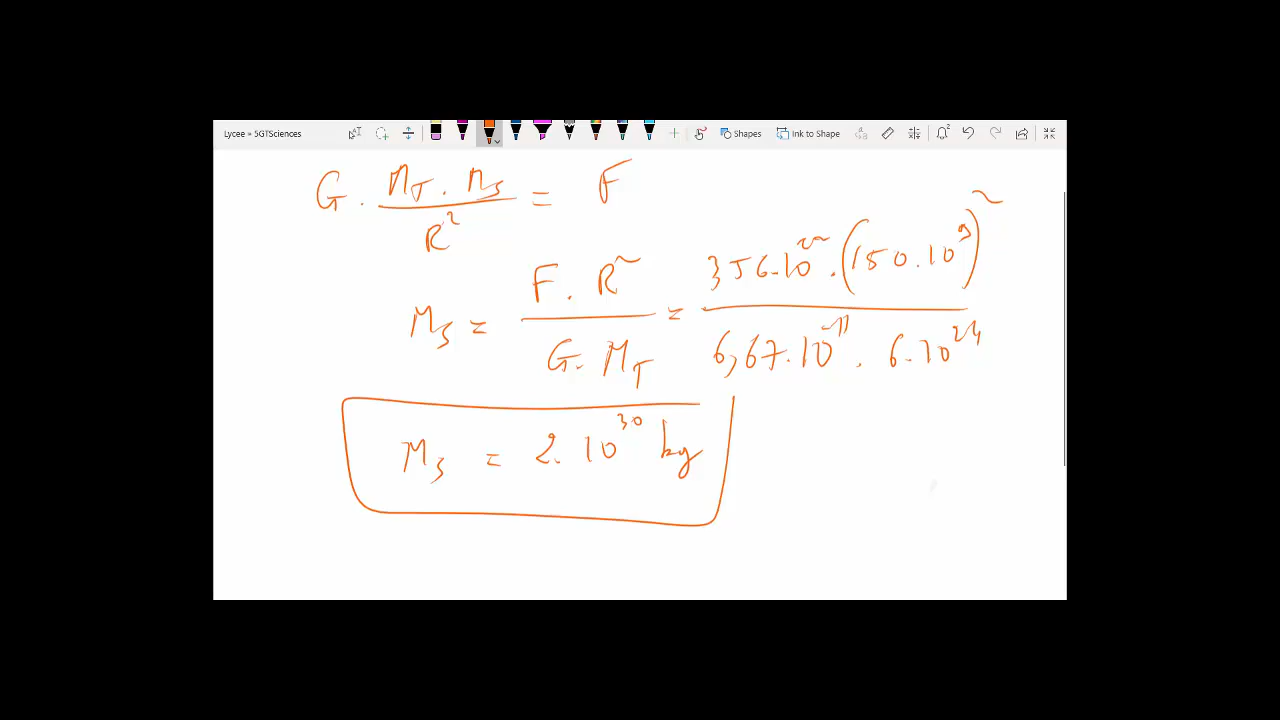 Lycee » 5GTSciences Shapes Ink to Shape
G . M_T . M_S / R² = F
M_S = F . R² / G . M_T = 356.10²² . (150.10⁹)² / 6,67.10⁻¹¹ . 6.10²⁴
M_S = 2.10³⁰ kg